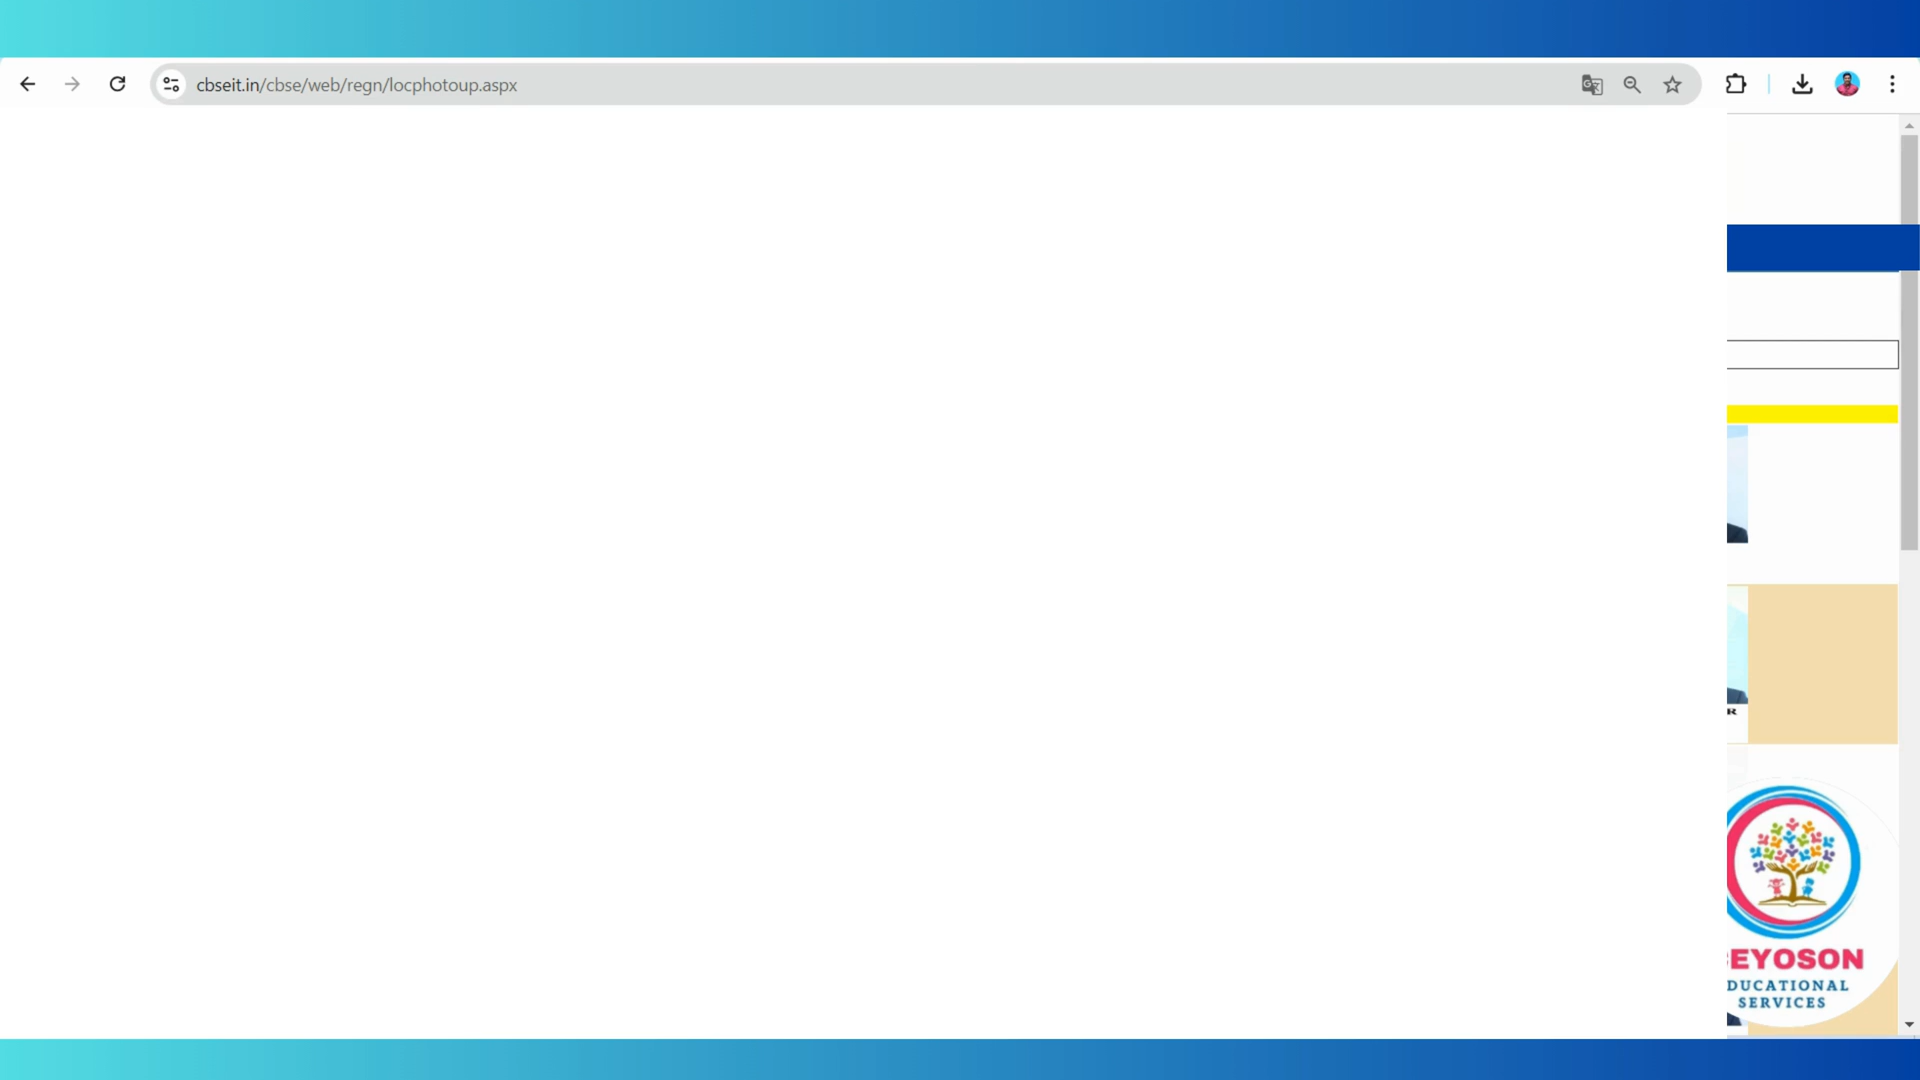 cbseit.in/cbse/web/regn/locphotoup.aspx
R
EYOSON
DUCATIONAL
SERVICES